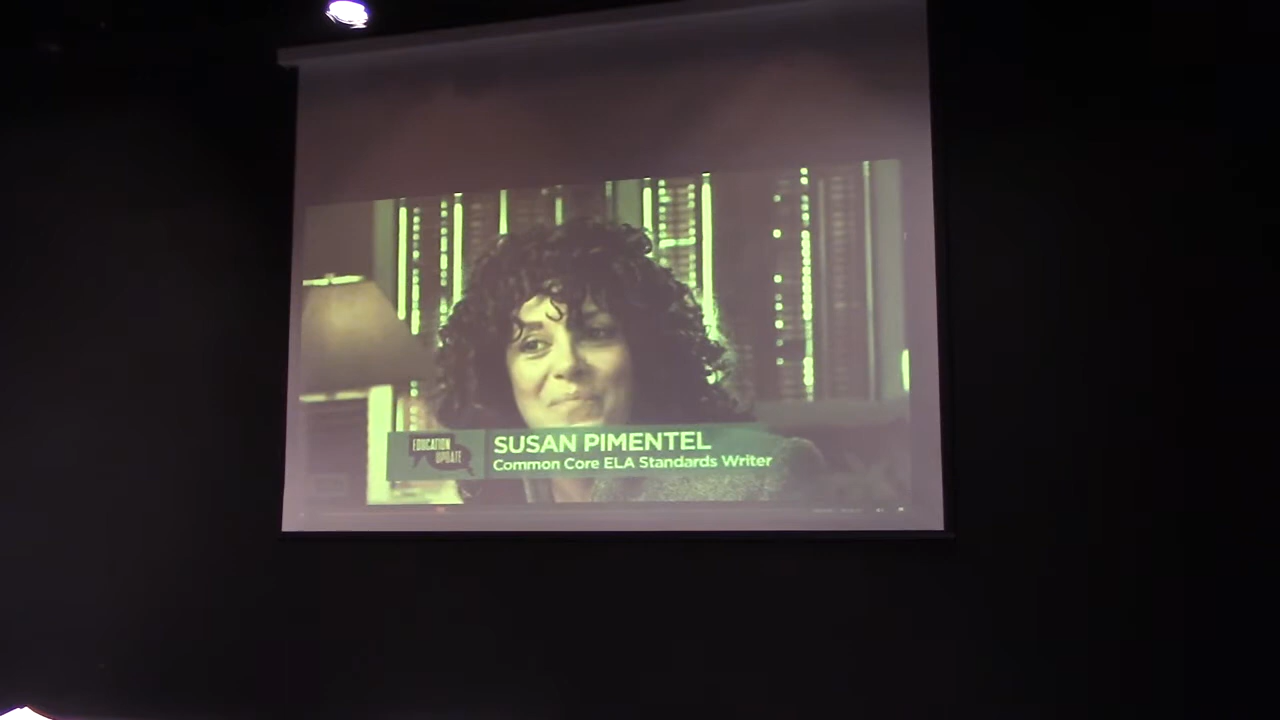 EDUCATION
UPDATE
SUSAN PIMENTEL
Common Core ELA Standards Writer